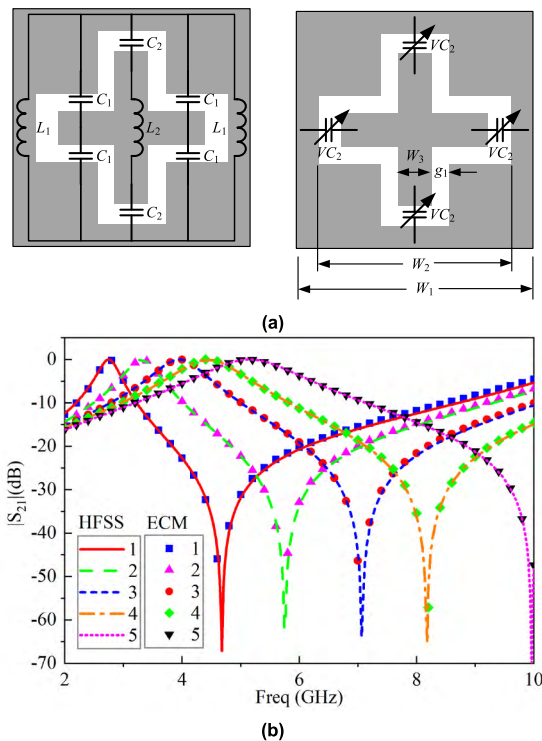 C₂
C₁ C₁
L₁ L₂ L₁
C₁ C₁
C₂
VC₂
VC₂ VC₂
W₃ g₁
VC₂
W₂
W₁
(a)
|S₂₁|(dB)
0
-10
-20
-30
-40
-50
-60
-70
HFSS ECM
1 1
2 2
3 3
4 4
5 5
2 4 6 8 10
Freq (GHz)
(b)